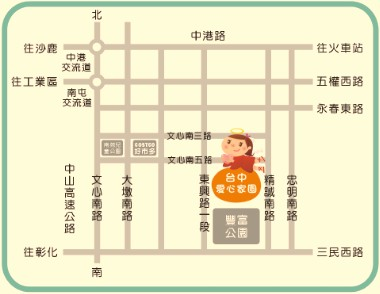 北
中港路
往沙鹿
往火車站
中港
交流道
往工業區
五權西路
南屯
交流道
永春東路
文心南三路
COSTCO
好市多
文心南五路
台中
愛心家園
中山高速公路
文心南路
大墩南路
東興路一段
精誠南路
忠明南路
豐富
公園
往彰化
三民西路
南